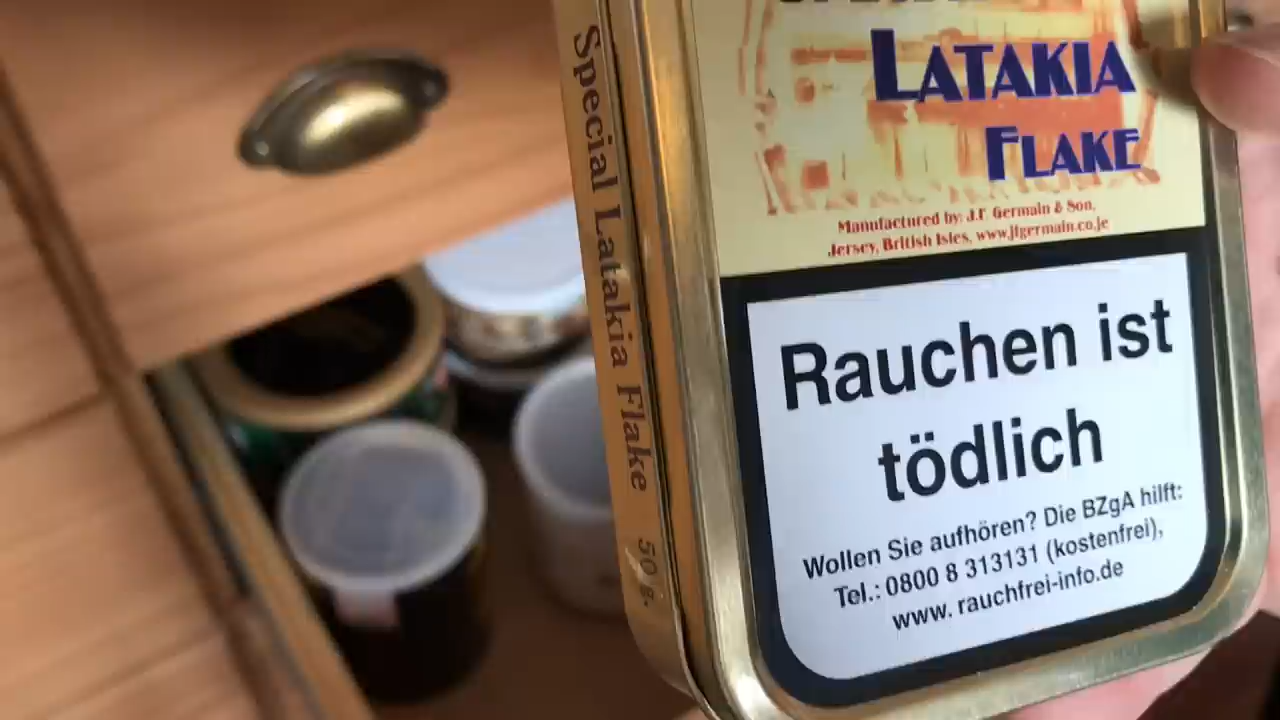 LATAKIA
FLAKE
Manufactured by: J.F. Germain & Son,
Jersey, British Isles, www.jfgermain.co.je
Rauchen ist
tödlich
Wollen Sie aufhören? Die BZgA hilft:
Tel.: 0800 8 313131 (kostenfrei),
www. rauchfrei-info.de
Special Latakia Flake 50 g.